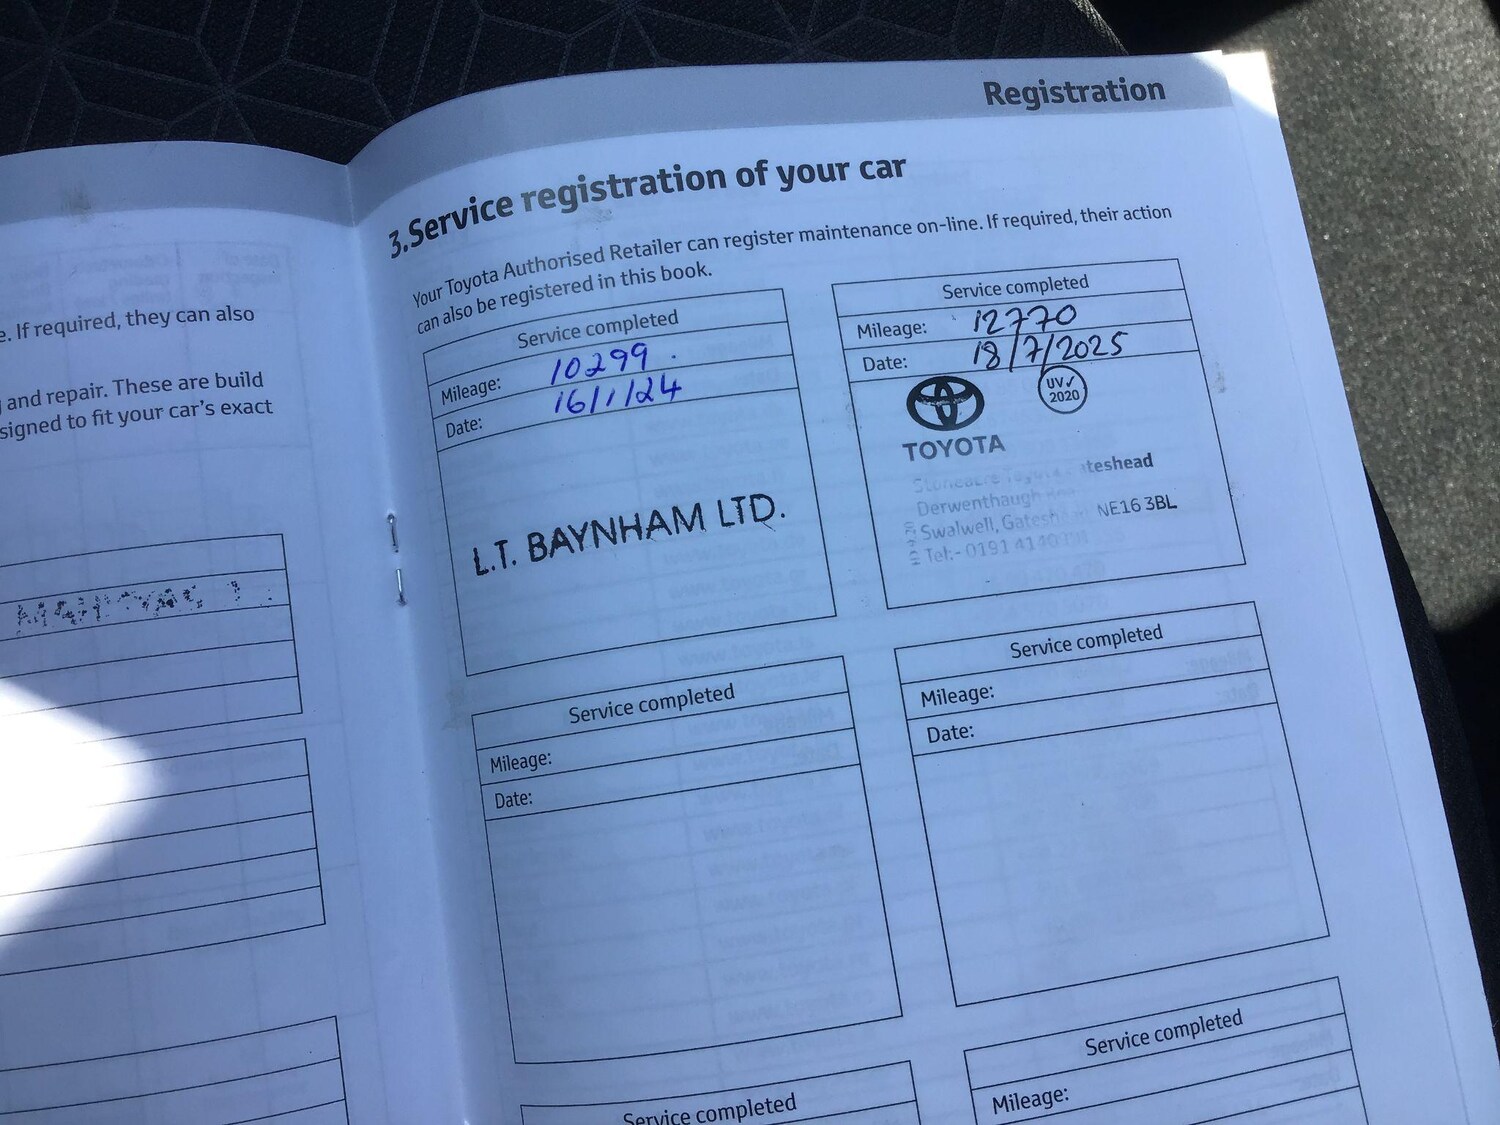 Registration
3.Service registration of your car
Your Toyota Authorised Retailer can register maintenance on-line. If required, their action
can also be registered in this book.
Service completed
Mileage: 10299.
Date: 16/1/24
L.T. BAYNHAM LTD.
Service completed
Mileage: 12770
Date: 18/7/2025
UV✓
2020
TOYOTA
teshead
Derwenthaugh
Swalwell, Gatesh NE16 3BL
Tel:- 0191 4140
Service completed
Mileage:
Date:
Service completed
Mileage:
Date:
Service completed
Service completed
Mileage:
e. If required, they can also
and repair. These are build
signed to fit your car's exact